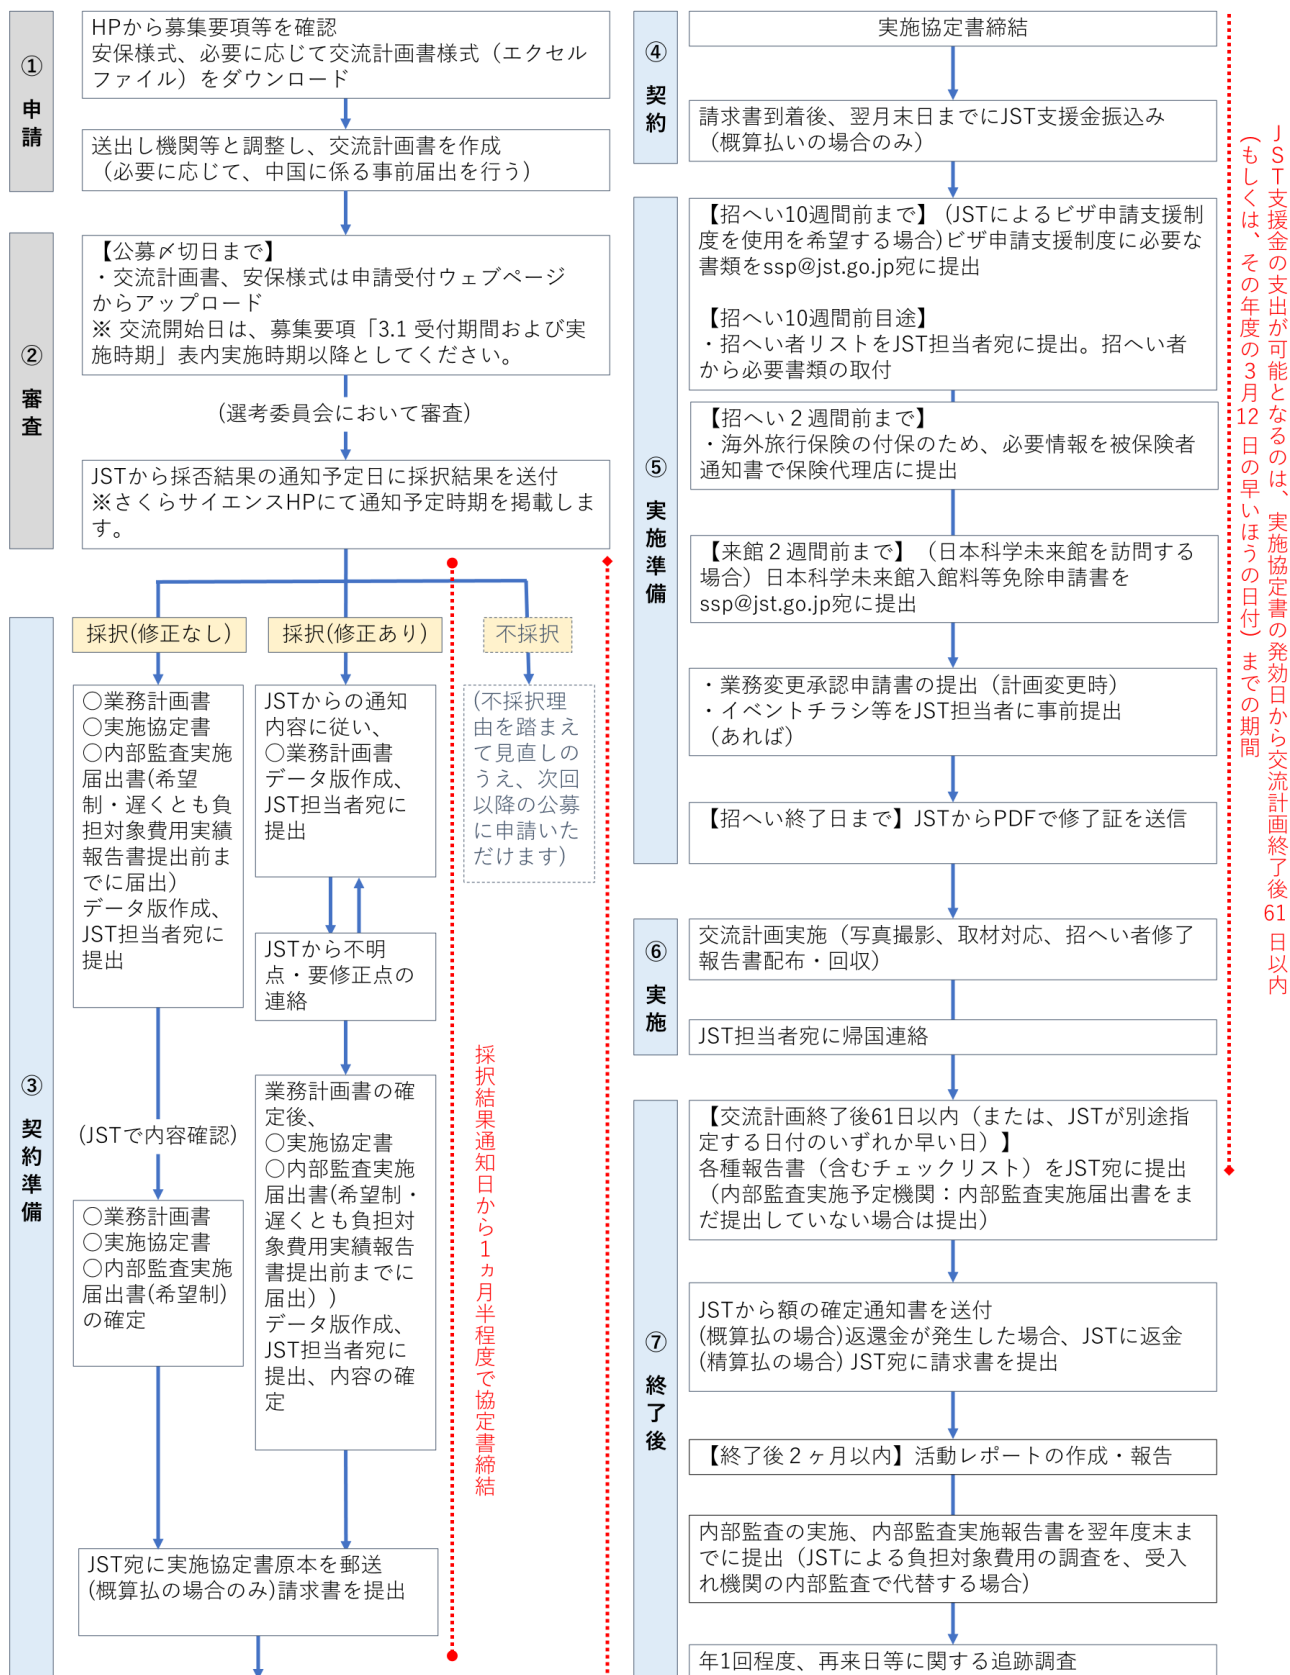 ① 申請
HPから募集要項等を確認
安保様式、必要に応じて交流計画書様式（エクセル
ファイル）をダウンロード
送出し機関等と調整し、交流計画書を作成
（必要に応じて、中国に係る事前届出を行う）
② 審査
【公募〆切日まで】
・交流計画書、安保様式は申請受付ウェブページ
からアップロード
※ 交流開始日は、募集要項「3.1 受付期間および実
施時期」表内実施時期以降としてください。
(選考委員会において審査)
JSTから採否結果の通知予定日に採択結果を送付
※さくらサイエンスHPにて通知予定時期を掲載しま
す。
③ 契約準備
採択(修正なし)
〇業務計画書
〇実施協定書
〇内部監査実施
届出書(希望
制・遅くとも負
担対象費用実績
報告書提出前ま
でに届出)
データ版作成、
JST担当者宛に
提出
(JSTで内容確認)
〇業務計画書
〇実施協定書
〇内部監査実施
届出書(希望制)
の確定
採択(修正あり)
JSTからの通知
内容に従い、
〇業務計画書
データ版作成、
JST担当者宛に
提出
JSTから不明
点・要修正点の
連絡
業務計画書の確
定後、
〇実施協定書
〇内部監査実施
届出書(希望制・
遅くとも負担対
象費用実績報告
書提出前までに
届出））
データ版作成、
JST担当者宛に
提出、内容の確
定
不採択
(不採択理
由を踏まえ
て見直しの
うえ、次回
以降の公募
に申請いた
だけます)
採択結果通知日から1ヵ月半程度で協定書締結
JST宛に実施協定書原本を郵送
(概算払の場合のみ)請求書を提出
④ 契約
実施協定書締結
請求書到着後、翌月末日までにJST支援金振込み
（概算払いの場合のみ）
⑤ 実施準備
【招へい10週間前まで】(JSTによるビザ申請支援制
度を使用を希望する場合)ビザ申請支援制度に必要な
書類をssp@jst.go.jp宛に提出
【招へい10週間前目途】
・招へい者リストをJST担当者宛に提出。招へい者
から必要書類の取付
【招へい２週間前まで】
・海外旅行保険の付保のため、必要情報を被保険者
通知書で保険代理店に提出
【来館２週間前まで】（日本科学未来館を訪問する
場合）日本科学未来館入館料等免除申請書を
ssp@jst.go.jp宛に提出
・業務変更承認申請書の提出（計画変更時）
・イベントチラシ等をJST担当者に事前提出
（あれば）
【招へい終了日まで】JSTからPDFで修了証を送信
⑥ 実施
交流計画実施（写真撮影、取材対応、招へい者修了
報告書配布・回収）
JST担当者宛に帰国連絡
⑦ 終了後
【交流計画終了後61日以内（または、JSTが別途指
定する日付のいずれか早い日）】
各種報告書（含むチェックリスト）をJST宛に提出
（内部監査実施予定機関：内部監査実施届出書をま
だ提出していない場合は提出）
JSTから額の確定通知書を送付
(概算払の場合)返還金が発生した場合、JSTに返金
(精算払の場合) JST宛に請求書を提出
【終了後２ヶ月以内】活動レポートの作成・報告
内部監査の実施、内部監査実施報告書を翌年度末ま
でに提出（JSTによる負担対象費用の調査を、受入
れ機関の内部監査で代替する場合）
年1回程度、再来日等に関する追跡調査
JST支援金の支出が可能となるのは、実施協定書の発効日から交流計画終了後61日以内
（もしくは、その年度の3月12日の早いほうの日付）までの期間